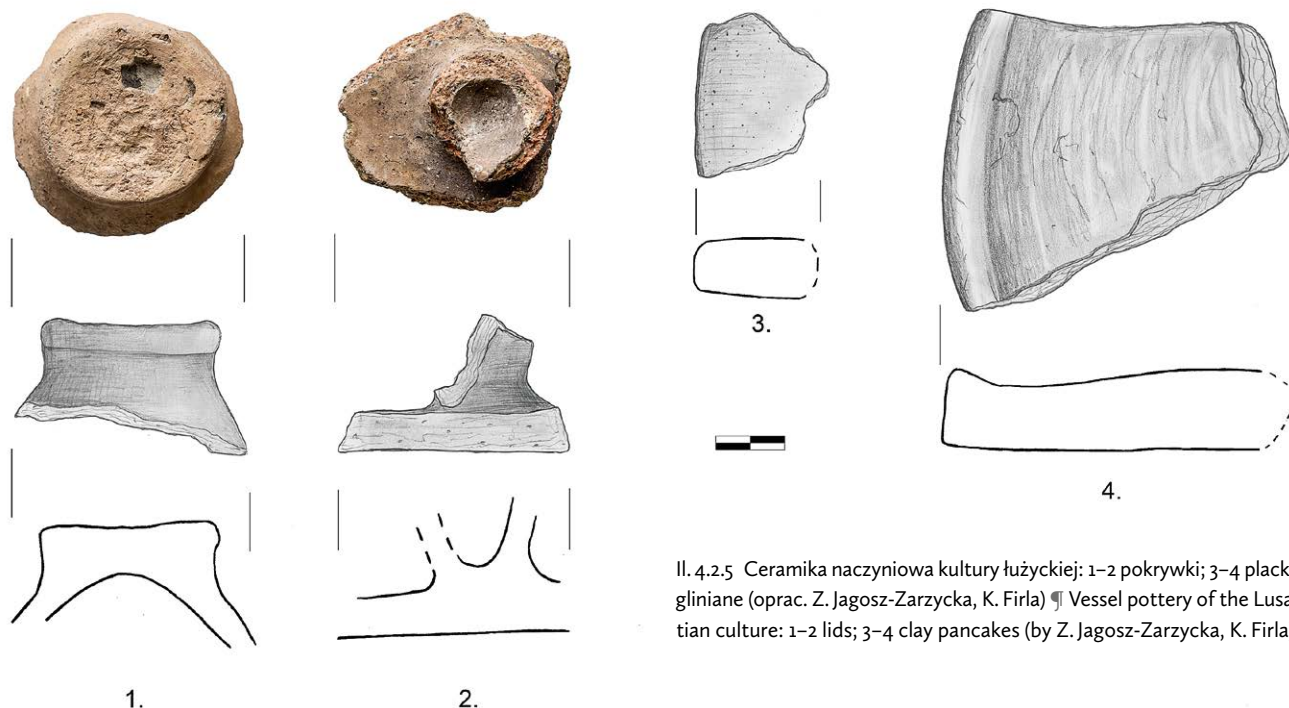 3.
4.
Il. 4.2.5 Ceramika naczyniowa kultury łużyckiej: 1–2 pokrywki; 3–4 plack
gliniane (oprac. Z. Jagosz-Zarzycka, K. Firla) ¶ Vessel pottery of the Lusa
tian culture: 1–2 lids; 3–4 clay pancakes (by Z. Jagosz-Zarzycka, K. Firla
1.
2.